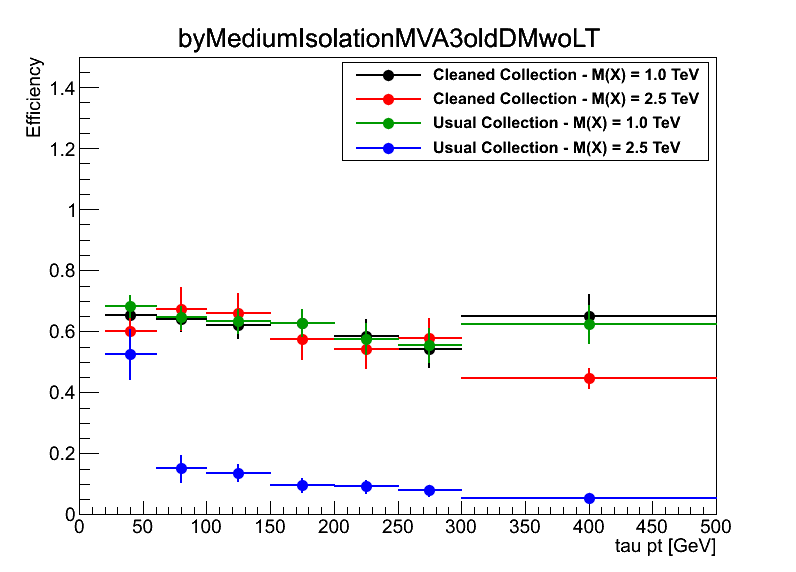 byMediumIsolationMVA3oldDMwoLT
Efficiency
Cleaned Collection - M(X) = 1.0 TeV
Cleaned Collection - M(X) = 2.5 TeV
Usual Collection - M(X) = 1.0 TeV
Usual Collection - M(X) = 2.5 TeV
1.4
1.2
1
0.8
0.6
0.4
0.2
0
0 50 100 150 200 250 300 350 400 450 500
tau pt [GeV]